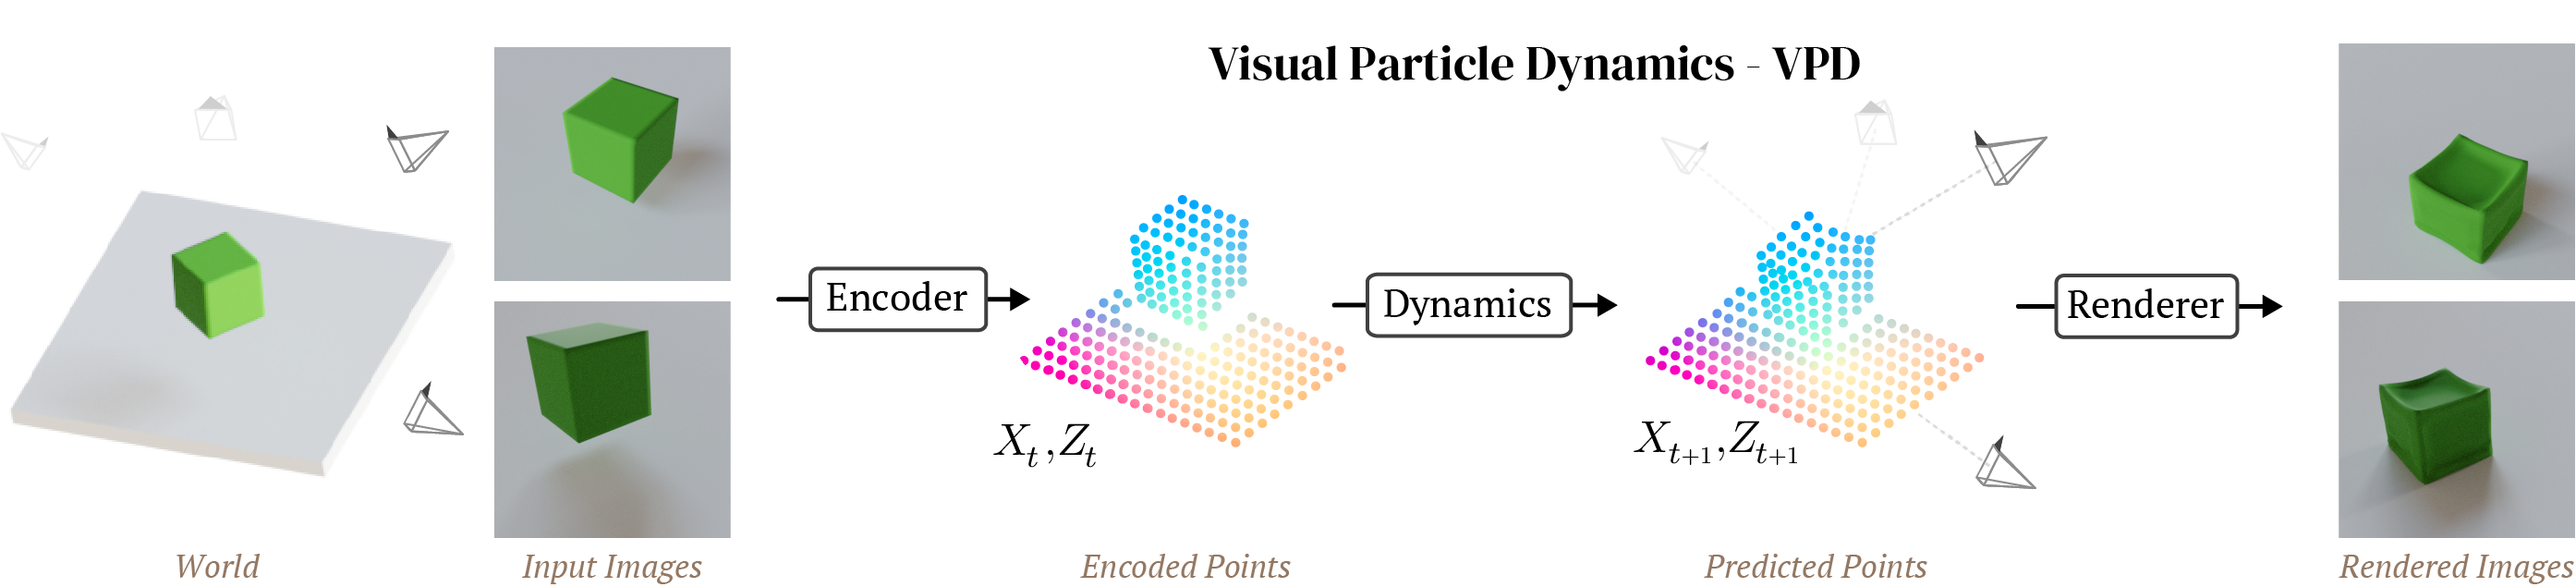 Visual Particle Dynamics - VPD
Encoder
Dynamics
Renderer
X_t, Z_t
X_{t+1}, Z_{t+1}
World
Input Images
Encoded Points
Predicted Points
Rendered Images